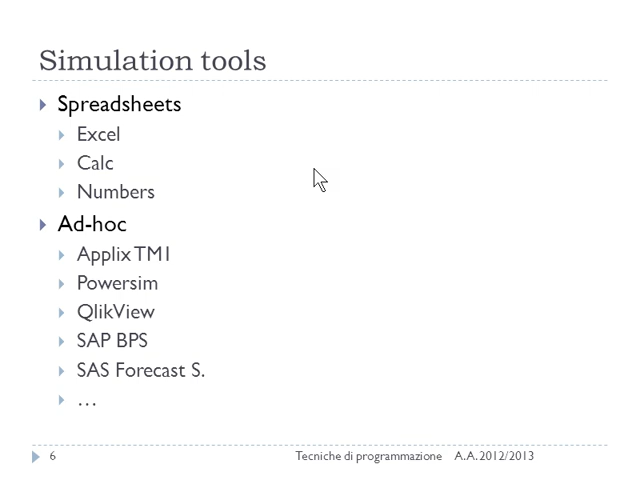 Simulation tools
Spreadsheets
Excel
Calc
Numbers
Ad-hoc
Applix TM1
Powersim
QlikView
SAP BPS
SAS Forecast S.
…
6 Tecniche di programmazione A.A. 2012/2013